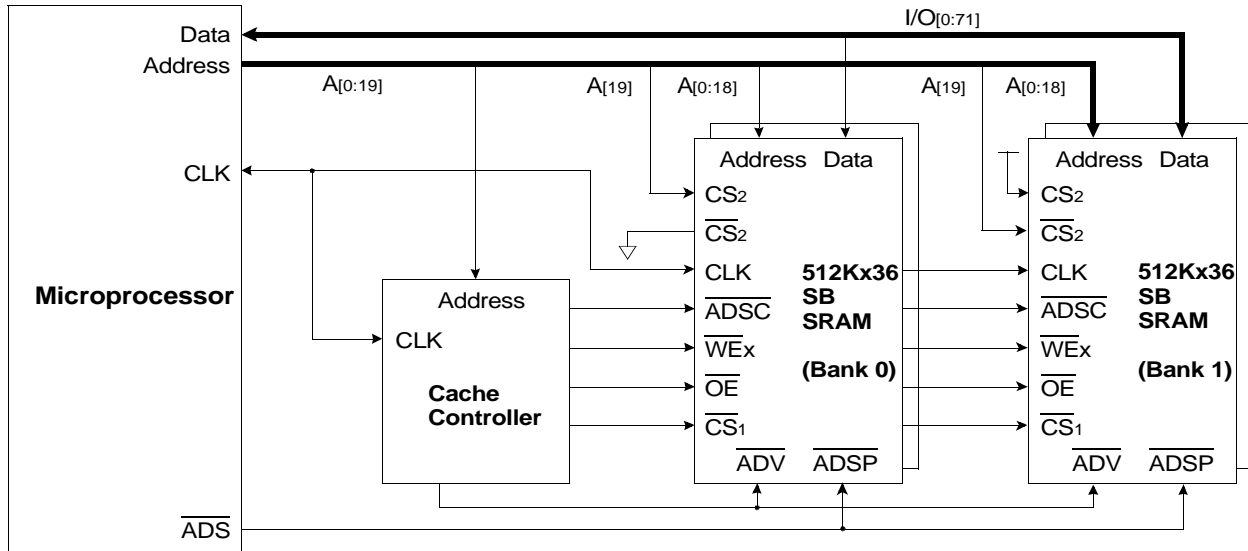 I/O[0:71]
Data
Address
A[0:19]
A[19]
A[0:18]
A[19]
A[0:18]
CLK
Microprocessor
ADS
Address
CLK
Cache
Controller
Address Data
CS2
CS2
CLK
ADSC
WEx
OE
CS1
ADV
ADSP
512Kx36
SB
SRAM
(Bank 0)
Address Data
CS2
CS2
CLK
ADSC
WEx
OE
CS1
ADV
ADSP
512Kx36
SB
SRAM
(Bank 1)